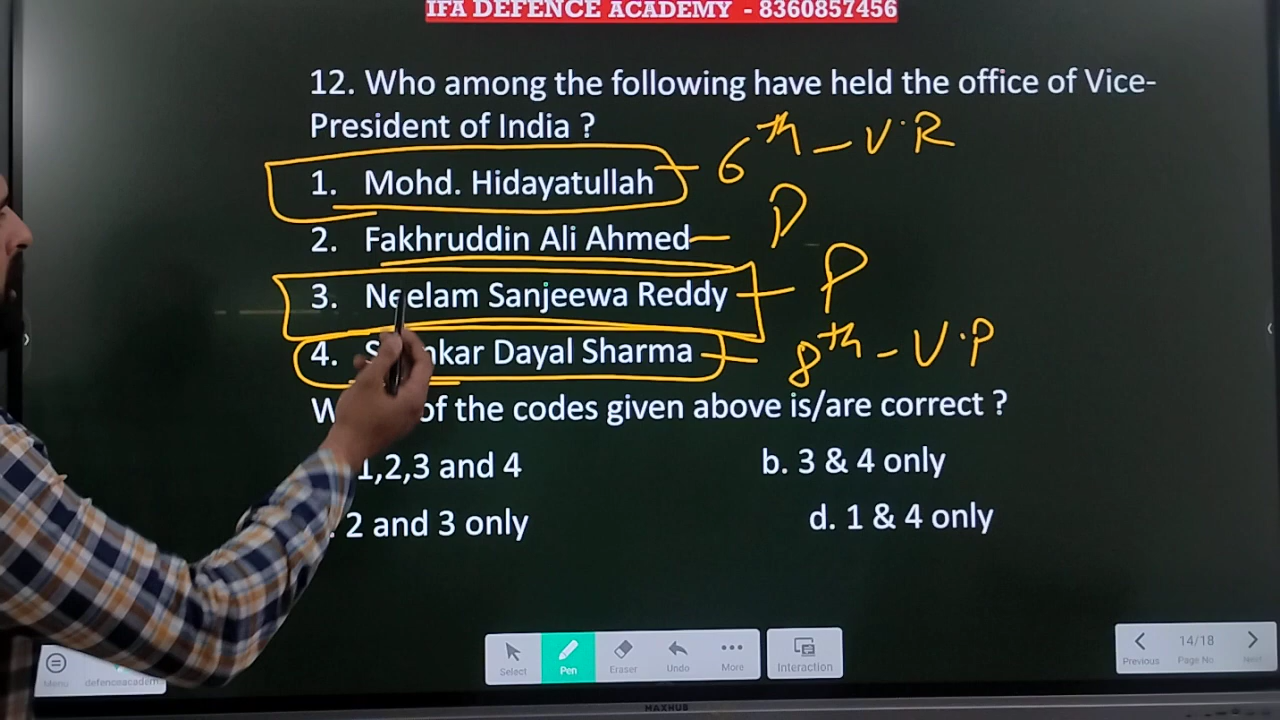 IFA DEFENCE ACADEMY - 8360857456
12. Who among the following have held the office of Vice-
President of India ?
1. Mohd. Hidayatullah - 6th - V.R
2. Fakhruddin Ali Ahmed - P
3. Neelam Sanjeewa Reddy - P
4. nkar Dayal Sharma - 8th - V.P
of the codes given above is/are correct ?
1,2,3 and 4 b. 3 & 4 only
2 and 3 only d. 1 & 4 only
Select Pen Eraser Undo More Interaction
Menu defenceacadem
Previous 14/18 Page No Next
MAXHUB